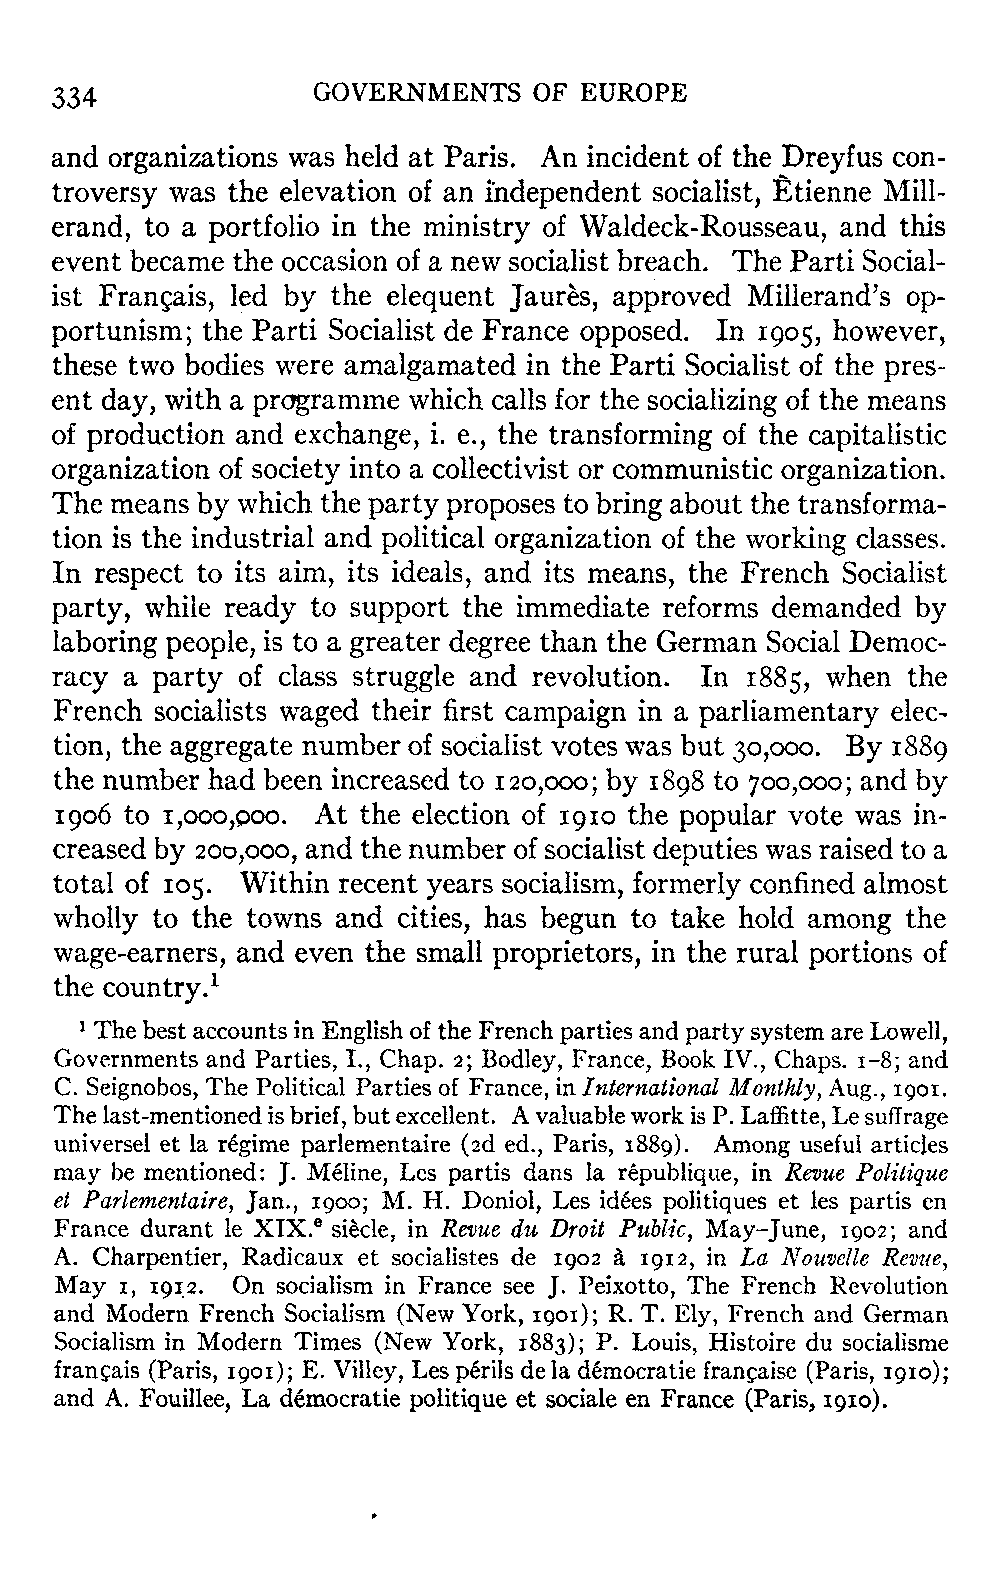 334 GOVERNMENTS OF EUROPE
and organizations was held at Paris. An incident of the Dreyfus con-
troversy was the elevation of an independent socialist, Ètienne Mill-
erand, to a portfolio in the ministry of Waldeck-Rousseau, and this
event became the occasion of a new socialist breach. The Parti Social-
ist Français, led by the elequent Jaurès, approved Millerand's op-
portunism; the Parti Socialist de France opposed. In 1905, however,
these two bodies were amalgamated in the Parti Socialist of the pres-
ent day, with a programme which calls for the socializing of the means
of production and exchange, i. e., the transforming of the capitalistic
organization of society into a collectivist or communistic organization.
The means by which the party proposes to bring about the transforma-
tion is the industrial and political organization of the working classes.
In respect to its aim, its ideals, and its means, the French Socialist
party, while ready to support the immediate reforms demanded by
laboring people, is to a greater degree than the German Social Democ-
racy a party of class struggle and revolution. In 1885, when the
French socialists waged their first campaign in a parliamentary elec-
tion, the aggregate number of socialist votes was but 30,000. By 1889
the number had been increased to 120,000; by 1898 to 700,000; and by
1906 to 1,000,000. At the election of 1910 the popular vote was in-
creased by 200,000, and the number of socialist deputies was raised to a
total of 105. Within recent years socialism, formerly confined almost
wholly to the towns and cities, has begun to take hold among the
wage-earners, and even the small proprietors, in the rural portions of
the country.¹
¹ The best accounts in English of the French parties and party system are Lowell,
Governments and Parties, I., Chap. 2; Bodley, France, Book IV., Chaps. 1-8; and
C. Seignobos, The Political Parties of France, in International Monthly, Aug., 1901.
The last-mentioned is brief, but excellent. A valuable work is P. Laffitte, Le suffrage
universel et la régime parlementaire (2d ed., Paris, 1889). Among useful articles
may be mentioned: J. Méline, Les partis dans la république, in Revue Politique
et Parlementaire, Jan., 1900; M. H. Doniol, Les idées politiques et les partis en
France durant le XIX.ᵉ siècle, in Revue du Droit Public, May–June, 1902; and
A. Charpentier, Radicaux et socialistes de 1902 à 1912, in La Nouvelle Revue,
May 1, 1912. On socialism in France see J. Peixotto, The French Revolution
and Modern French Socialism (New York, 1901); R. T. Ely, French and German
Socialism in Modern Times (New York, 1883); P. Louis, Histoire du socialisme
français (Paris, 1901); E. Villey, Les périls de la démocratie française (Paris, 1910);
and A. Fouillee, La démocratie politique et sociale en France (Paris, 1910).